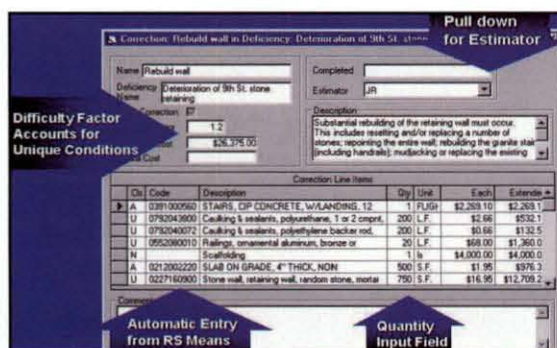 Pull down
for Estimator
Correction: Rebuild wall in Deficiency: Deterioration of 9th St. stone
Name Rebuild wall
Completed
Deficiency Name Deterioration of 9th St. stone
retaining
Estimator JR
Correction
Difficulty Factor
Accounts for
Unique Conditions
1.2
$26,375.00
Cost
Description
Substantial rebuilding of the retaining wall must occur.
This includes resetting and/or replacing a number of
stones; repointing the entire wall; rebuilding the granite stair
(including handrails); mudjacking or replacing the existing
Correction Line Items
Cls Code Description Qty Unit Each Extende
A 0391000560 STAIRS, CIP CONCRETE, W/LANDING, 12 1 FLIGH $2,269.10 $2,269.1
U 0792043900 Caulking & sealants, polyurethane, 1 or 2 cmpnt, 200 L.F. $2.66 $532.1
U 0792040072 Caulking & sealants, polyethylene backer rod, 200 L.F. $0.66 $132.5
U 0552080010 Railings, ornamental aluminum, bronze or 20 L.F. $68.00 $1,360.0
N Scaffolding 1 ls $4,000.00 $4,000.0
A 0212002220 SLAB ON GRADE, 4" THICK, NON 500 S.F. $1.95 $976.3
U 0227160900 Stone wall, retaining wall, random stone, mortar 750 S.F. $16.95 $12,709.2
Automatic Entry
from RS Means
Quantity
Input Field